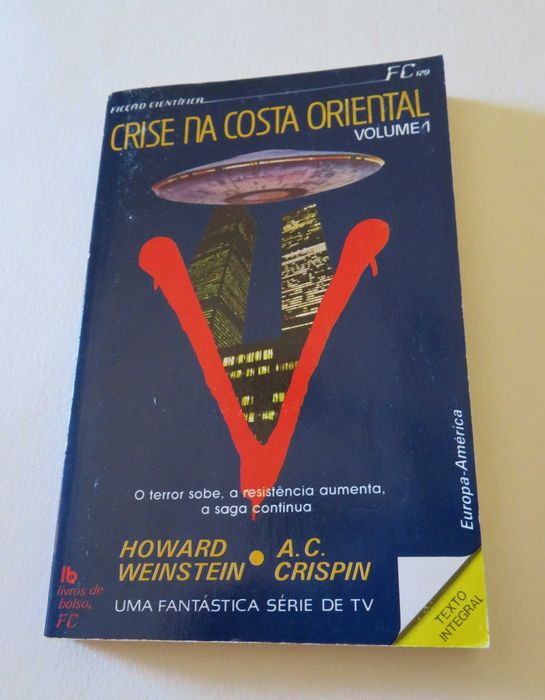 FICÇÃO CIENTÍFICA
FC 129
CRISE NA COSTA ORIENTAL
VOLUME 1
V
O terror sobe, a resistência aumenta,
a saga continua
Europa-América
HOWARD
WEINSTEIN
•
A.C.
CRISPIN
lb
livros de
bolso,
FC
UMA FANTÁSTICA SÉRIE DE TV
TEXTO
INTEGRAL